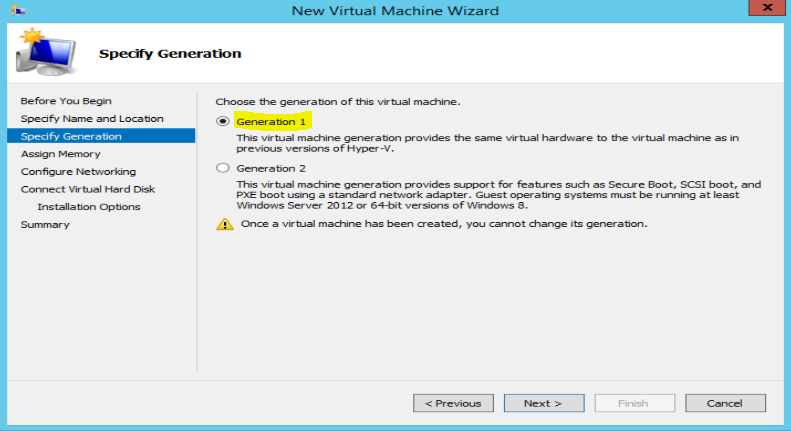 New Virtual Machine Wizard
x
Specify Generation
Before You Begin
Specify Name and Location
Specify Generation
Assign Memory
Configure Networking
Connect Virtual Hard Disk
Installation Options
Summary
Choose the generation of this virtual machine.
Generation 1
This virtual machine generation provides the same virtual hardware to the virtual machine as in
previous versions of Hyper-V.
Generation 2
This virtual machine generation provides support for features such as Secure Boot, SCSI boot, and
PXE boot using a standard network adapter. Guest operating systems must be running at least
Windows Server 2012 or 64-bit versions of Windows 8.
Once a virtual machine has been created, you cannot change its generation.
< Previous
Next >
Finish
Cancel